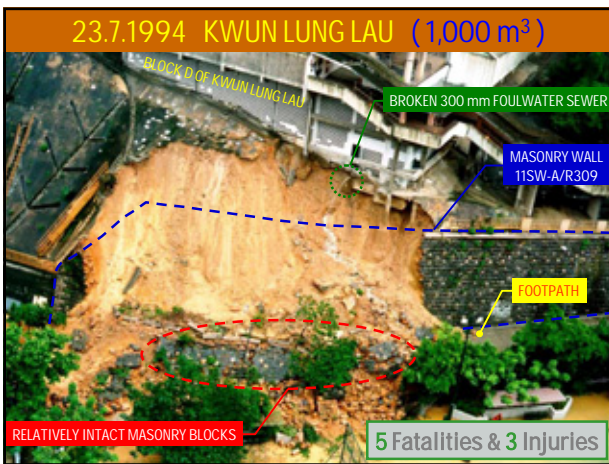 23.7.1994 KWUN LUNG LAU (1,000 m³)
BLOCK D OF KWUN LUNG LAU
BROKEN 300 mm FOULWATER SEWER
MASONRY WALL
11SW-A/R309
FOOTPATH
RELATIVELY INTACT MASONRY BLOCKS
5 Fatalities & 3 Injuries